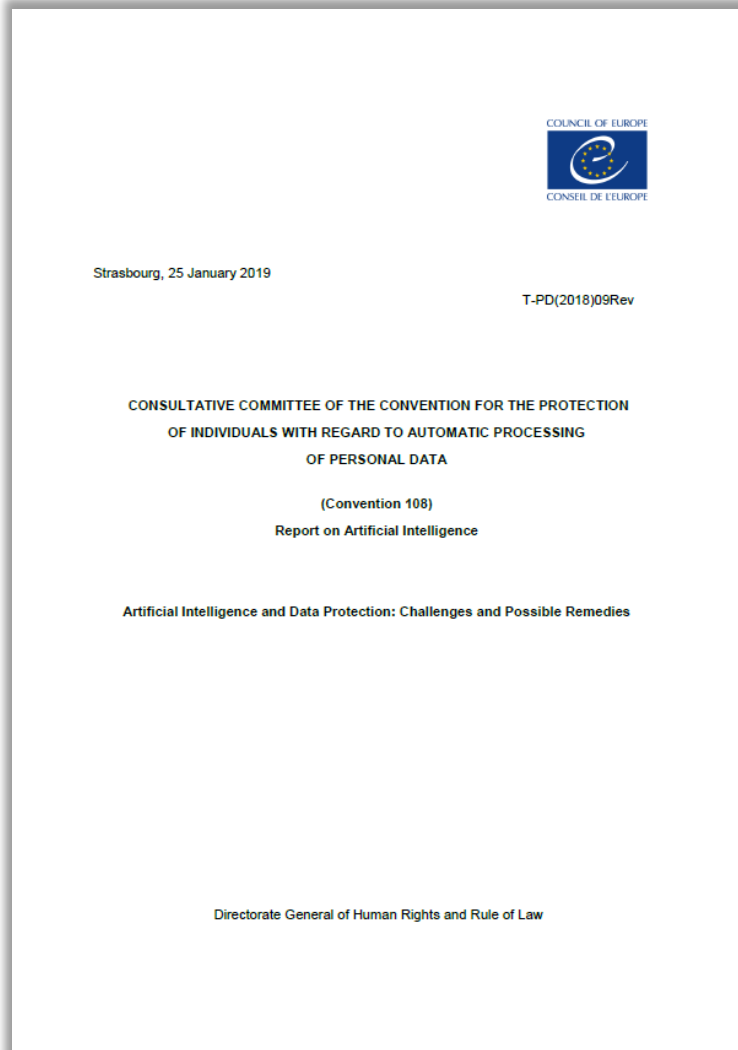 COUNCIL OF EUROPE
CONSEIL DE L'EUROPE
Strasbourg, 25 January 2019
T-PD(2018)09Rev
CONSULTATIVE COMMITTEE OF THE CONVENTION FOR THE PROTECTION
OF INDIVIDUALS WITH REGARD TO AUTOMATIC PROCESSING
OF PERSONAL DATA
(Convention 108)
Report on Artificial Intelligence
Artificial Intelligence and Data Protection: Challenges and Possible Remedies
Directorate General of Human Rights and Rule of Law